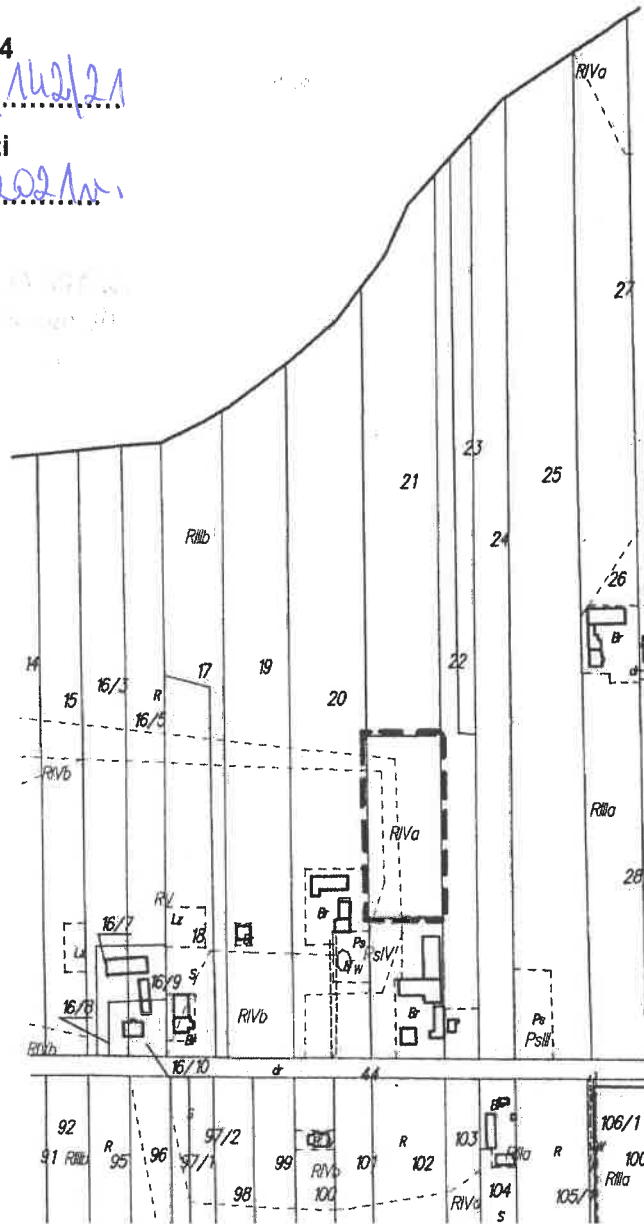 4
142/21
ti
2021r.
RIVa
27
23
21
25
24
RIIIb
26
Br
14
16/3
17
19
22
15
R
20
16/5
RIVb
RIVa
RIIIa
28
RV
Lz
18
16/7
Br
Ps
PsIV
16/9
S
W
16/8
RIVb
Br
Ps
PsIII
RIVb
16/10
dr
44
92
97/2
S
106/1
R
R
103
R
91
RIIIb
95
96
97/1
99
RIVb
101
102
RIIIa
100
98
100
RIVa
104
105/1
RIIIa
S